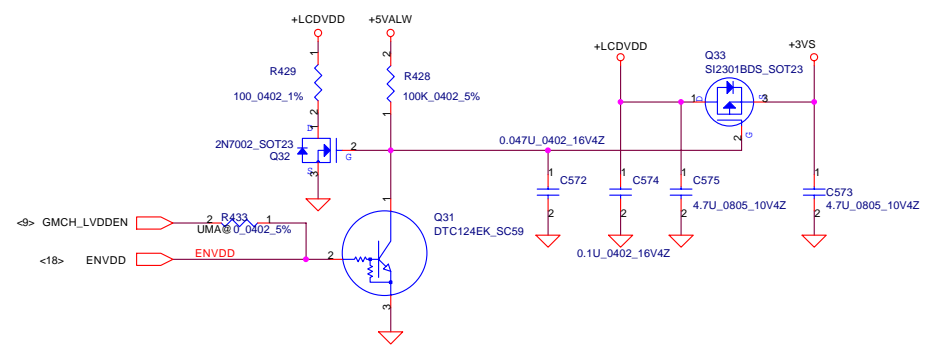 +LCDVDD
+5VALW
+LCDVDD
Q33
SI2301BDS_SOT23
+3VS
1
2
R429
R428
100_0402_1%
100K_0402_5%
2
1
1
D
S
3
1
D
2
G
2N7002_SOT23
Q32
2
G
0.047U_0402_16V4Z
S
3
1
C572
2
1
C574
2
1
C575
4.7U_0805_10V4Z
2
1
C573
4.7U_0805_10V4Z
2
1
Q31
DTC124EK_SC59
<9> GMCH_LVDDEN
2
R433
1
UMA@0_0402_5%
0.1U_0402_16V4Z
<18> ENVDD
ENVDD
2
3